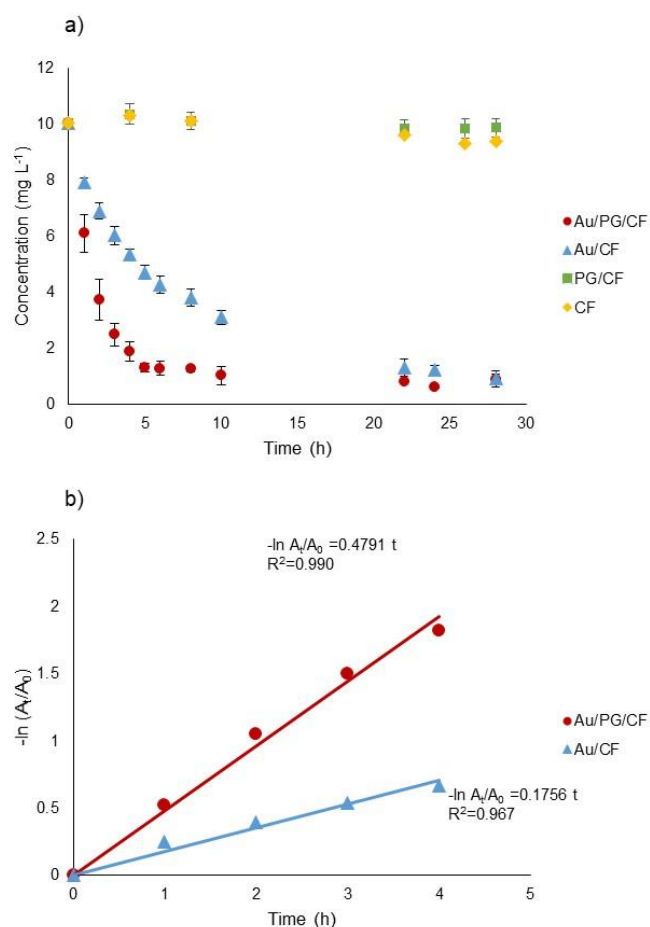 a)
12
10
8
6
4
2
0
Concentration (mg L⁻¹)
0 5 10 15 20 25 30
Time (h)
Au/PG/CF
Au/CF
PG/CF
CF
b)
2.5
2
1.5
1
0.5
0
-ln (Aₜ/A₀)
-ln Aₜ/A₀ =0.4791 t
R²=0.990
-ln Aₜ/A₀ =0.1756 t
R²=0.967
0 1 2 3 4 5
Time (h)
Au/PG/CF
Au/CF